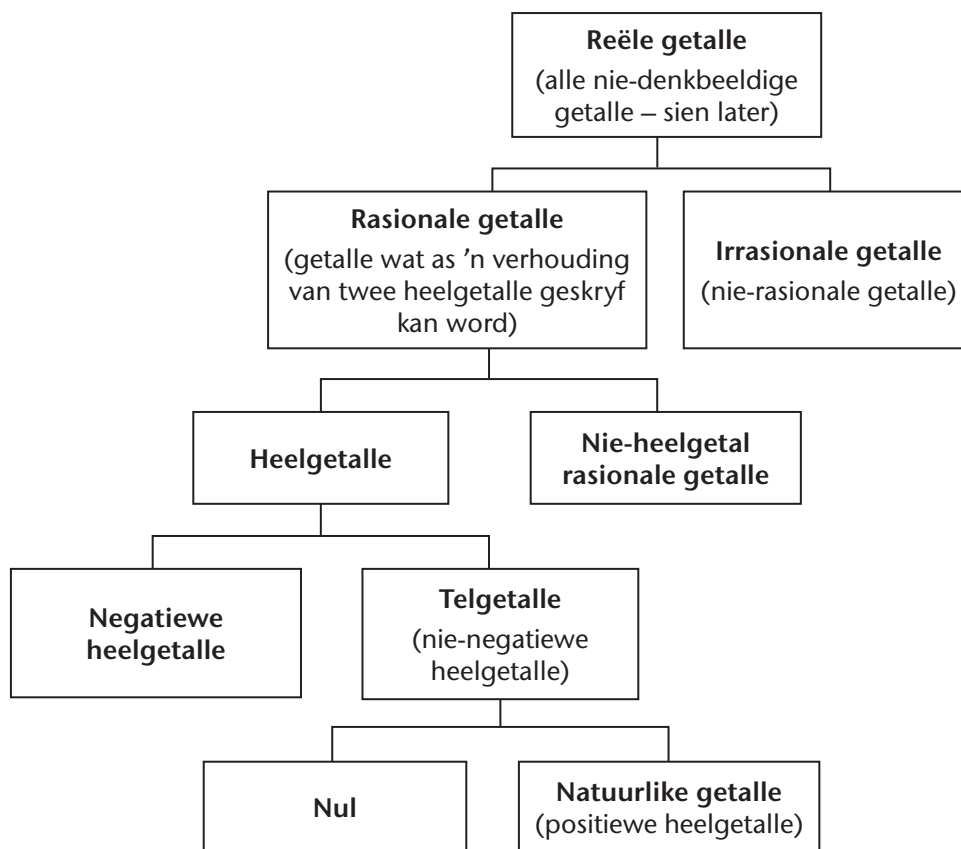 Reële getalle
(alle nie-denkbeeldige
getalle – sien later)
Rasionale getalle
(getalle wat as ’n verhouding
van twee heelgetalle geskryf
kan word)
Irrasionale getalle
(nie-rasionale getalle)
Heelgetalle
Nie-heelgetal
rasionale getalle
Negatiewe
heelgetalle
Telgetalle
(nie-negatiewe
heelgetalle)
Nul
Natuurlike getalle
(positiewe heelgetalle)